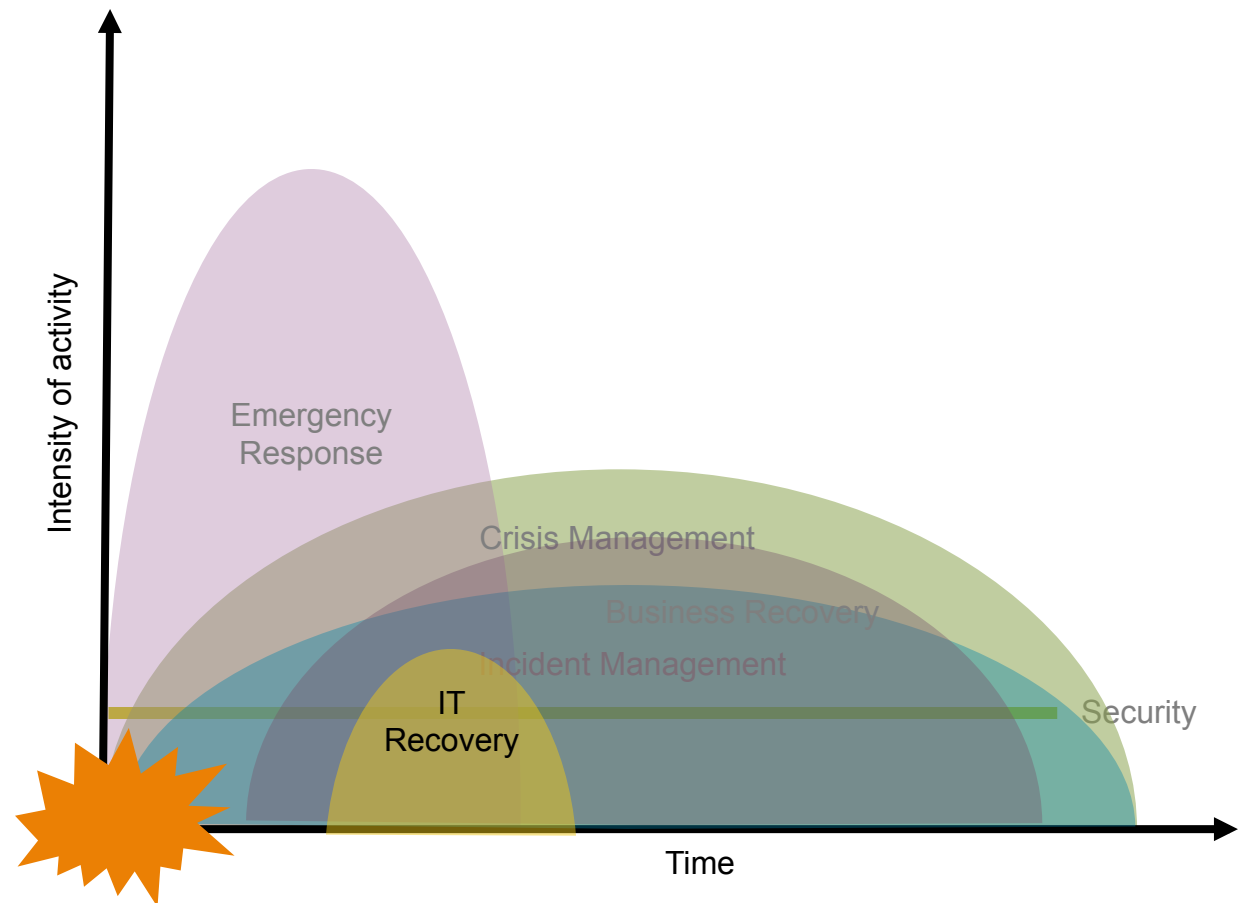 Intensity of activity
Emergency
Response
Crisis Management
Business Recovery
Incident Management
IT
Recovery
Security
Time